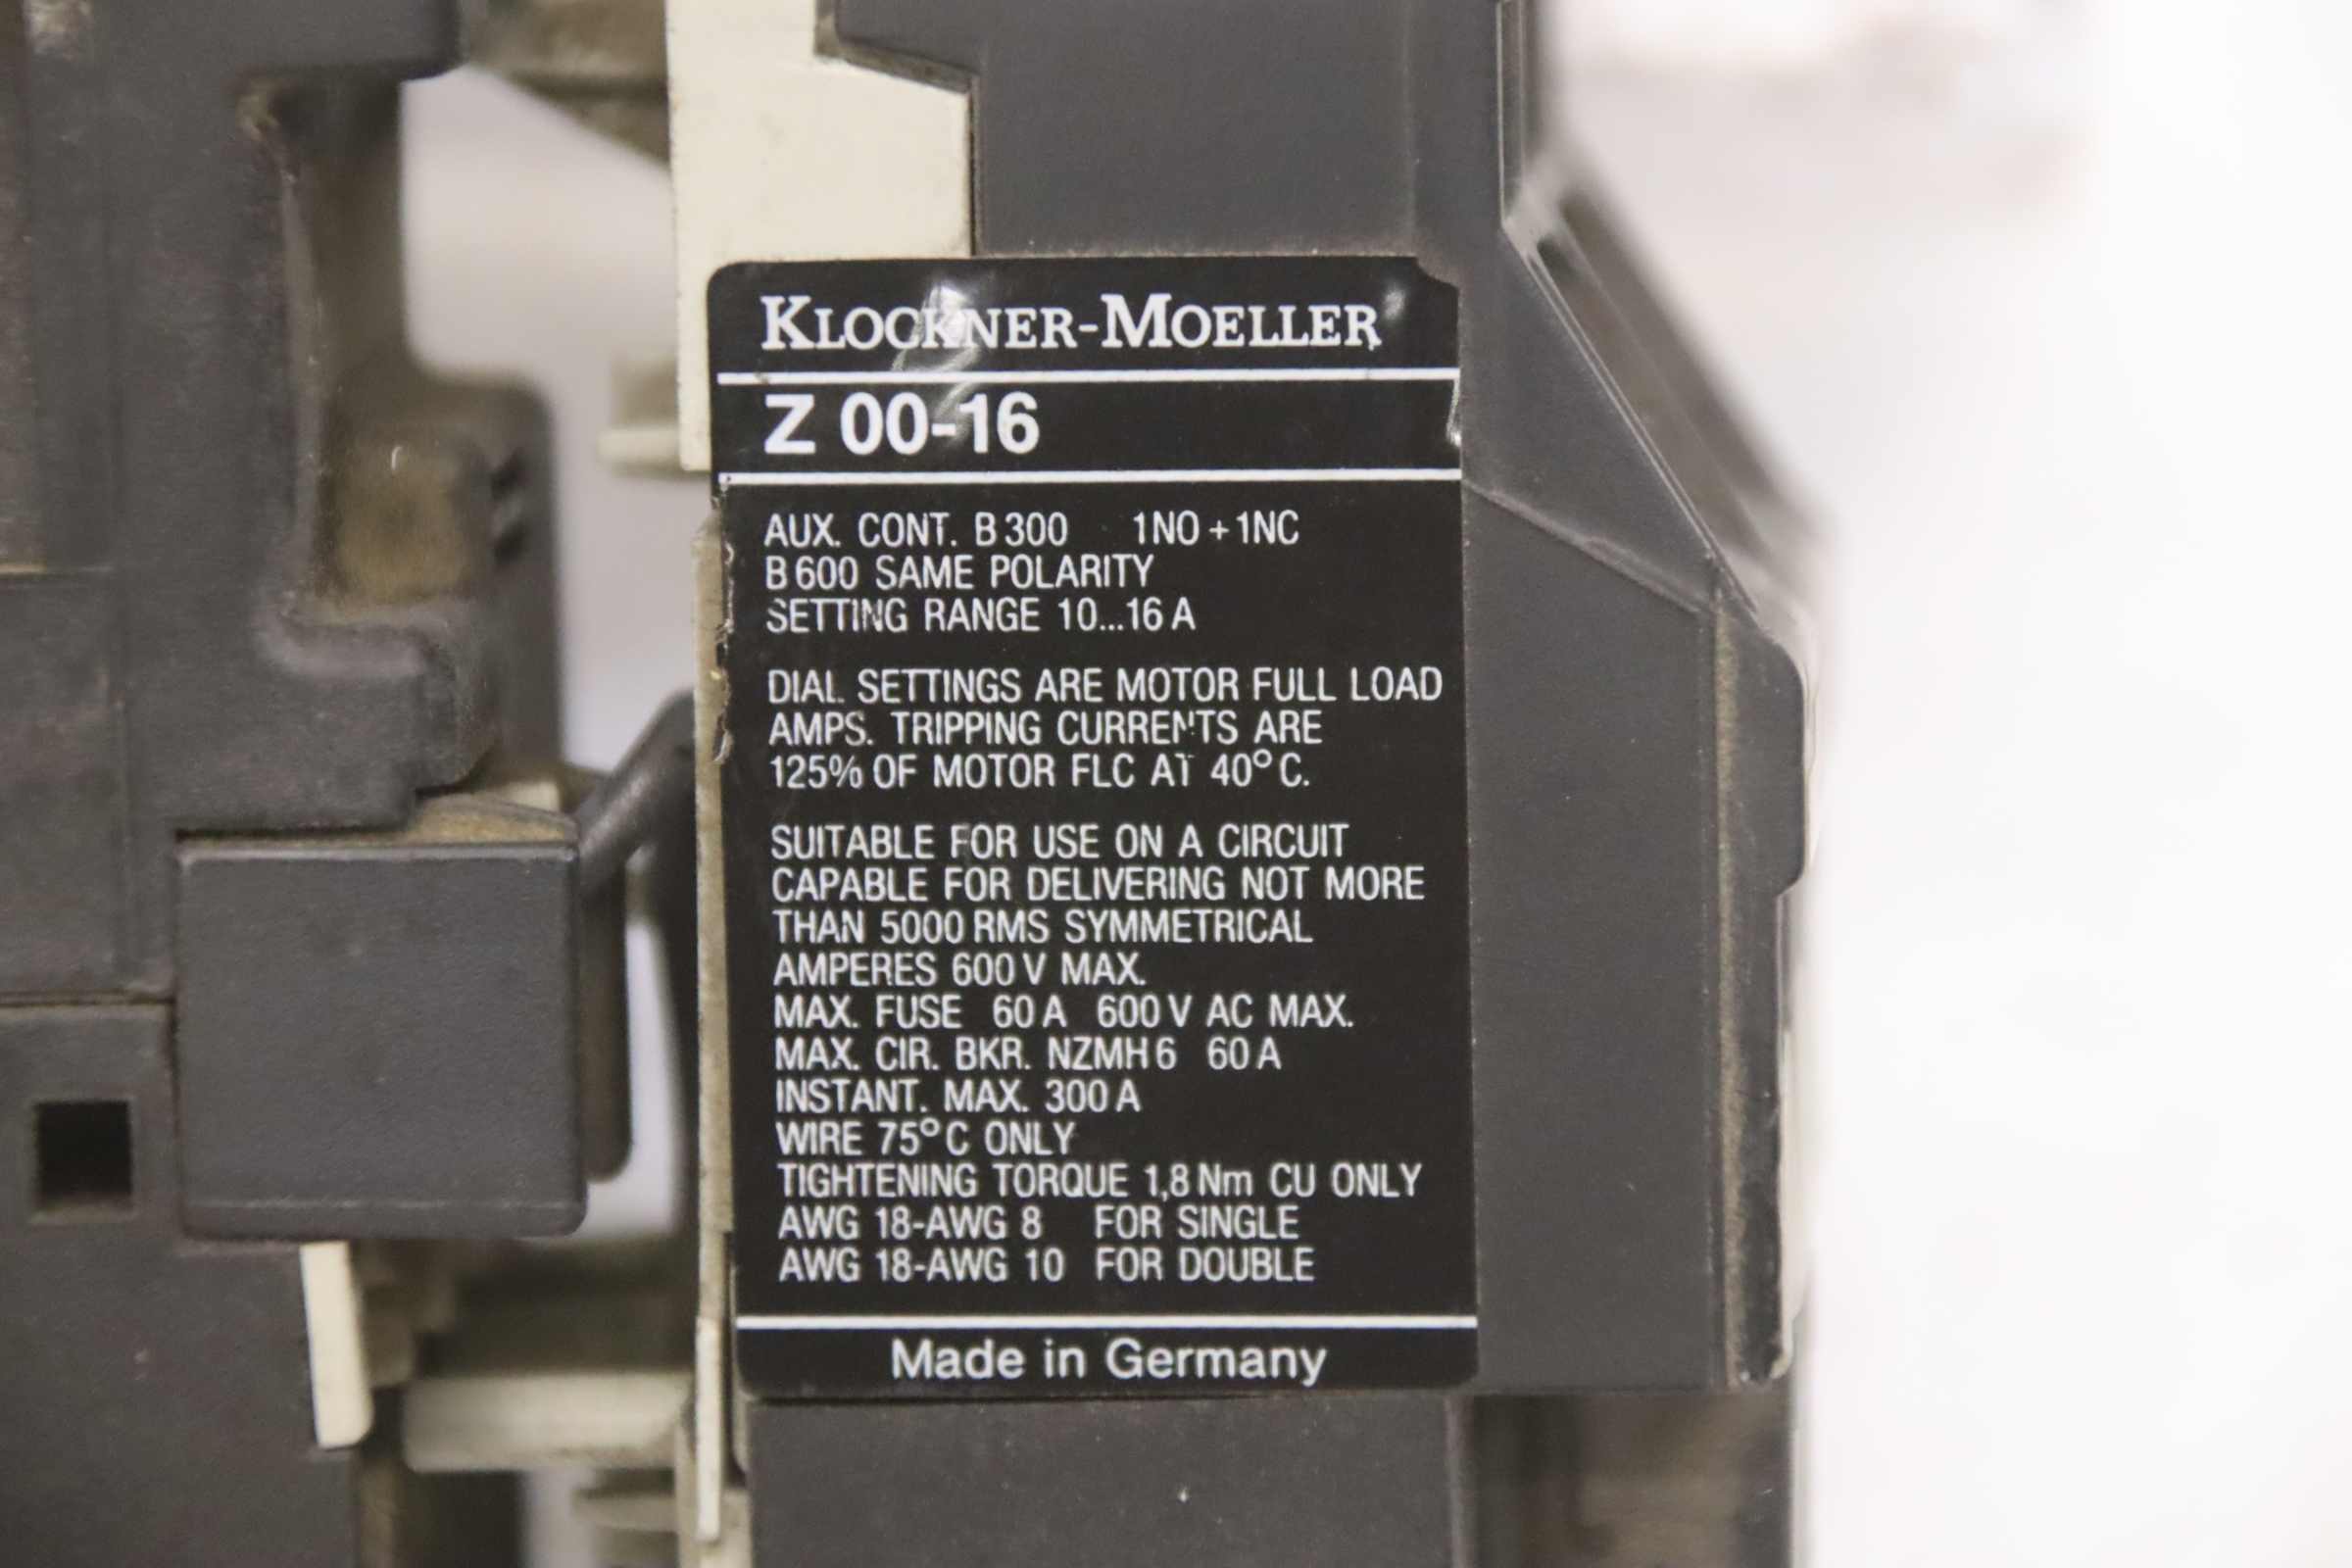 KLOCKNER-MOELLER
Z 00-16
AUX. CONT. B 300 1NO + 1NC
B 600 SAME POLARITY
SETTING RANGE 10...16 A
DIAL SETTINGS ARE MOTOR FULL LOAD
AMPS. TRIPPING CURRENTS ARE
125% OF MOTOR FLC AT 40°C.
SUITABLE FOR USE ON A CIRCUIT
CAPABLE FOR DELIVERING NOT MORE
THAN 5000 RMS SYMMETRICAL
AMPERES 600 V MAX.
MAX. FUSE 60 A 600 V AC MAX.
MAX. CIR. BKR. NZMH 6 60 A
INSTANT. MAX. 300 A
WIRE 75°C ONLY
TIGHTENING TORQUE 1,8 Nm CU ONLY
AWG 18-AWG 8 FOR SINGLE
AWG 18-AWG 10 FOR DOUBLE
Made in Germany